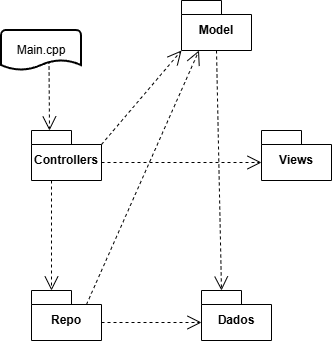 Model
Main.cpp
Controllers
Views
Repo
Dados